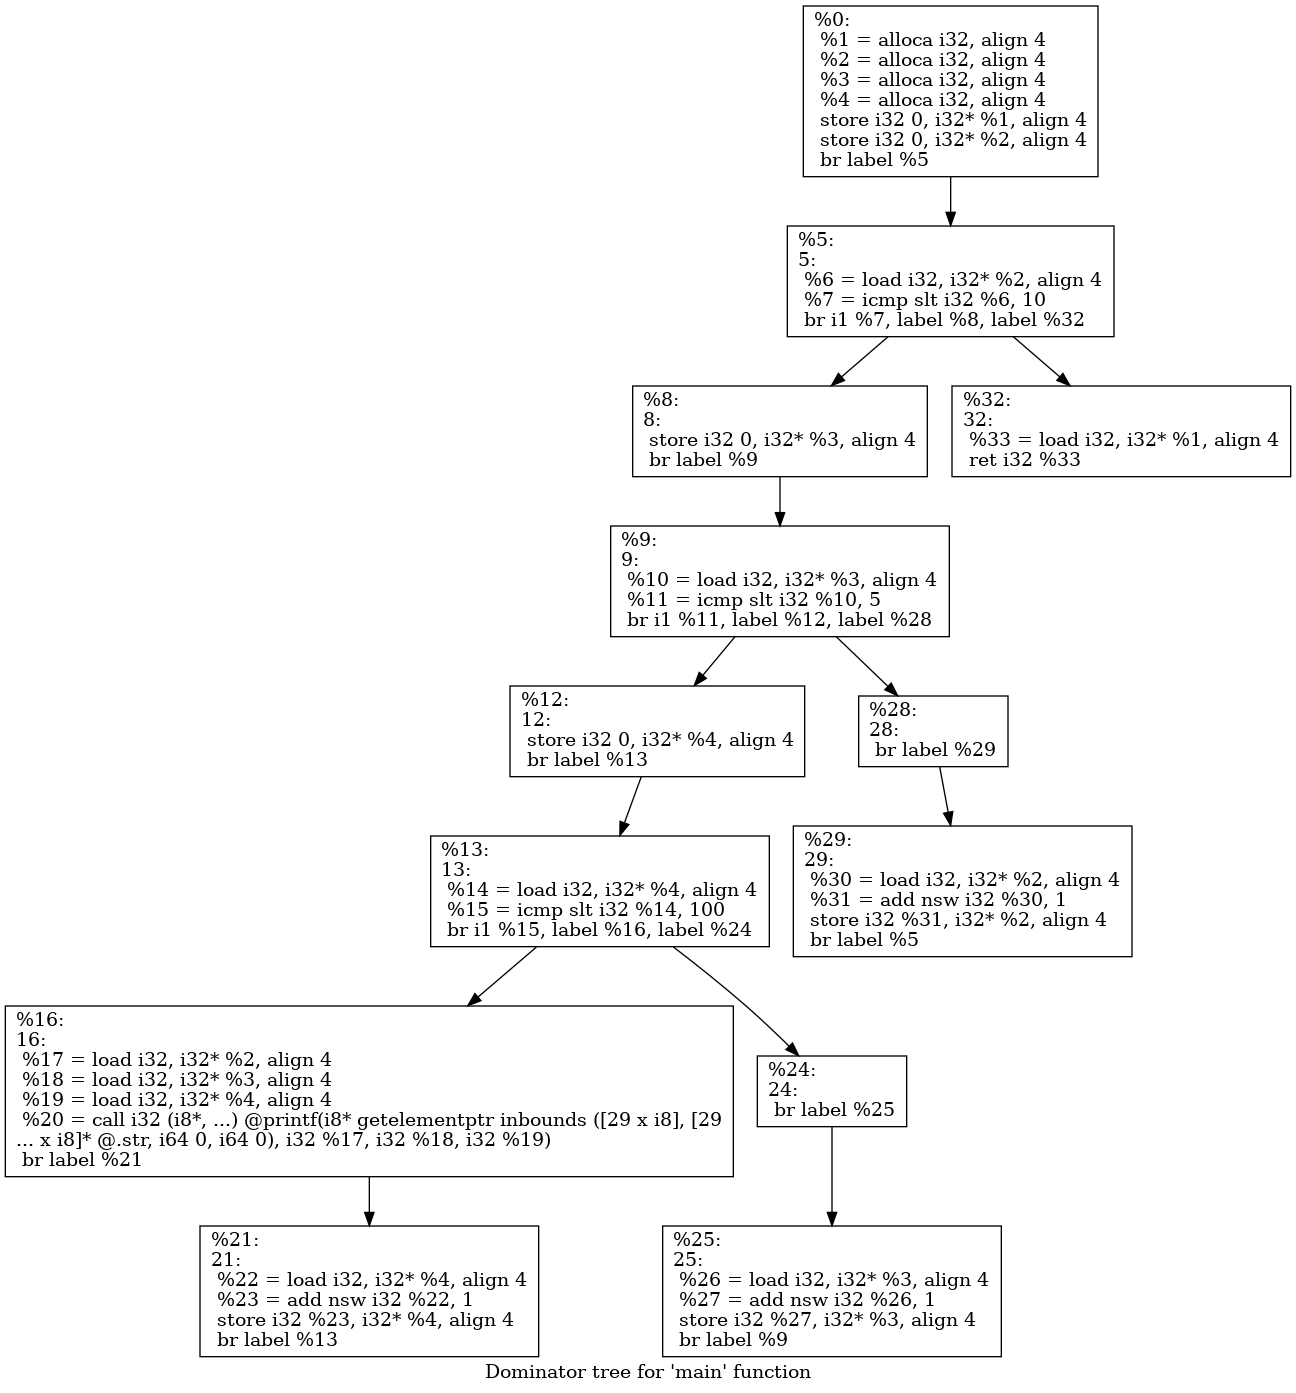 %0:
%1 = alloca i32, align 4
%2 = alloca i32, align 4
%3 = alloca i32, align 4
%4 = alloca i32, align 4
store i32 0, i32* %1, align 4
store i32 0, i32* %2, align 4
br label %5
%5:
5:
%6 = load i32, i32* %2, align 4
%7 = icmp slt i32 %6, 10
br i1 %7, label %8, label %32
%8:
8:
store i32 0, i32* %3, align 4
br label %9
%32:
32:
%33 = load i32, i32* %1, align 4
ret i32 %33
%9:
9:
%10 = load i32, i32* %3, align 4
%11 = icmp slt i32 %10, 5
br i1 %11, label %12, label %28
%12:
12:
store i32 0, i32* %4, align 4
br label %13
%28:
28:
br label %29
%13:
13:
%14 = load i32, i32* %4, align 4
%15 = icmp slt i32 %14, 100
br i1 %15, label %16, label %24
%29:
29:
%30 = load i32, i32* %2, align 4
%31 = add nsw i32 %30, 1
store i32 %31, i32* %2, align 4
br label %5
%16:
16:
%17 = load i32, i32* %2, align 4
%18 = load i32, i32* %3, align 4
%19 = load i32, i32* %4, align 4
%20 = call i32 (i8*, ...) @printf(i8* getelementptr inbounds ([29 x i8], [29
... x i8]* @.str, i64 0, i64 0), i32 %17, i32 %18, i32 %19)
br label %21
%24:
24:
br label %25
%21:
21:
%22 = load i32, i32* %4, align 4
%23 = add nsw i32 %22, 1
store i32 %23, i32* %4, align 4
br label %13
%25:
25:
%26 = load i32, i32* %3, align 4
%27 = add nsw i32 %26, 1
store i32 %27, i32* %3, align 4
br label %9
Dominator tree for 'main' function